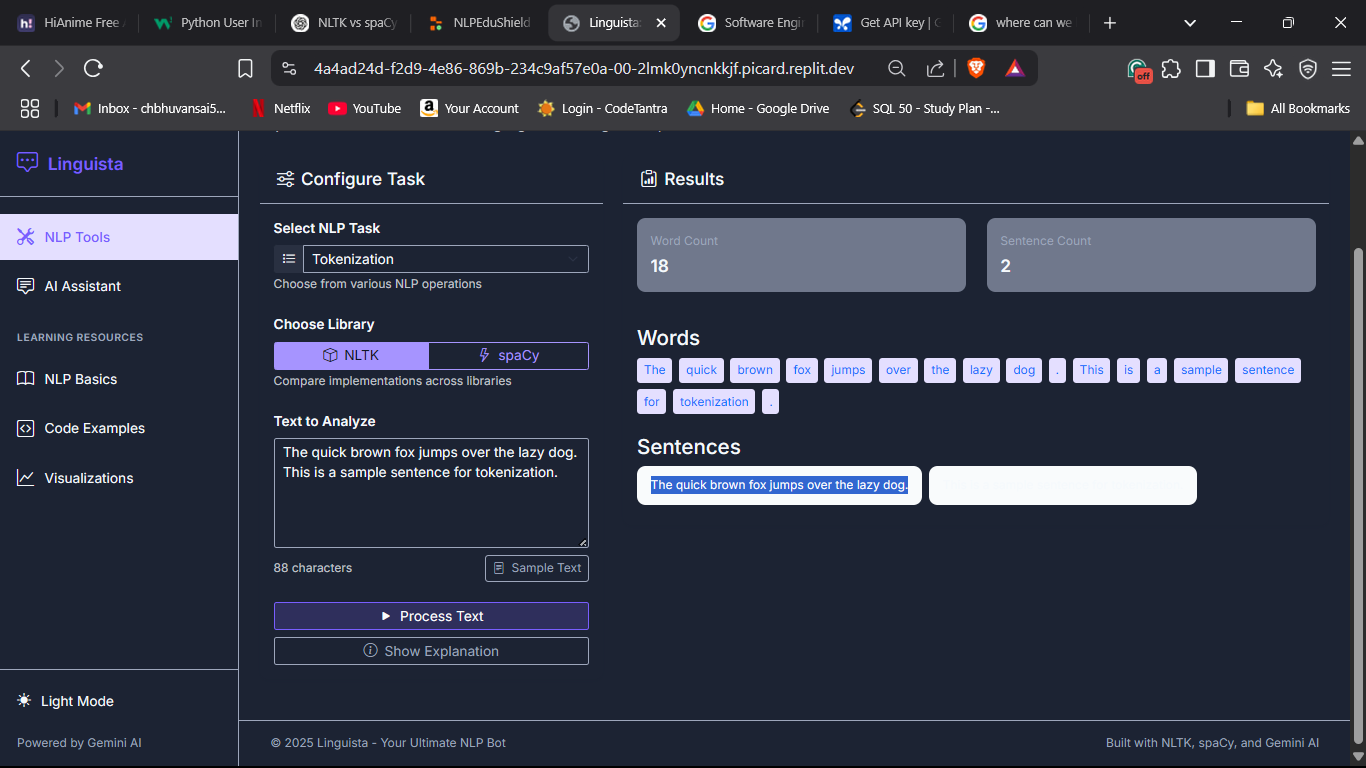 HiAnime Free
Python User In
NLTK vs spaCy
NLPEduShield
Linguista
Software Engi
Get API key | G
where can we
4a4ad24d-f2d9-4e86-869b-234c9af57e0a-00-2lmk0yncnkkjf.picard.replit.dev
off
Inbox - chbhuvansai5...
Netflix
YouTube
Your Account
Login - CodeTantra
Home - Google Drive
SQL 50 - Study Plan -...
All Bookmarks
Linguista
NLP Tools
AI Assistant
LEARNING RESOURCES
NLP Basics
Code Examples
Visualizations
Light Mode
Powered by Gemini AI
Configure Task
Select NLP Task
Tokenization
Choose from various NLP operations
Choose Library
NLTK
spaCy
Compare implementations across libraries
Text to Analyze
The quick brown fox jumps over the lazy dog.
This is a sample sentence for tokenization.
88 characters
Sample Text
Process Text
Show Explanation
Results
Word Count
18
Sentence Count
2
Words
The quick brown fox jumps over the lazy dog . This is a sample sentence
for tokenization .
Sentences
The quick brown fox jumps over the lazy dog.
© 2025 Linguista - Your Ultimate NLP Bot
Built with NLTK, spaCy, and Gemini AI